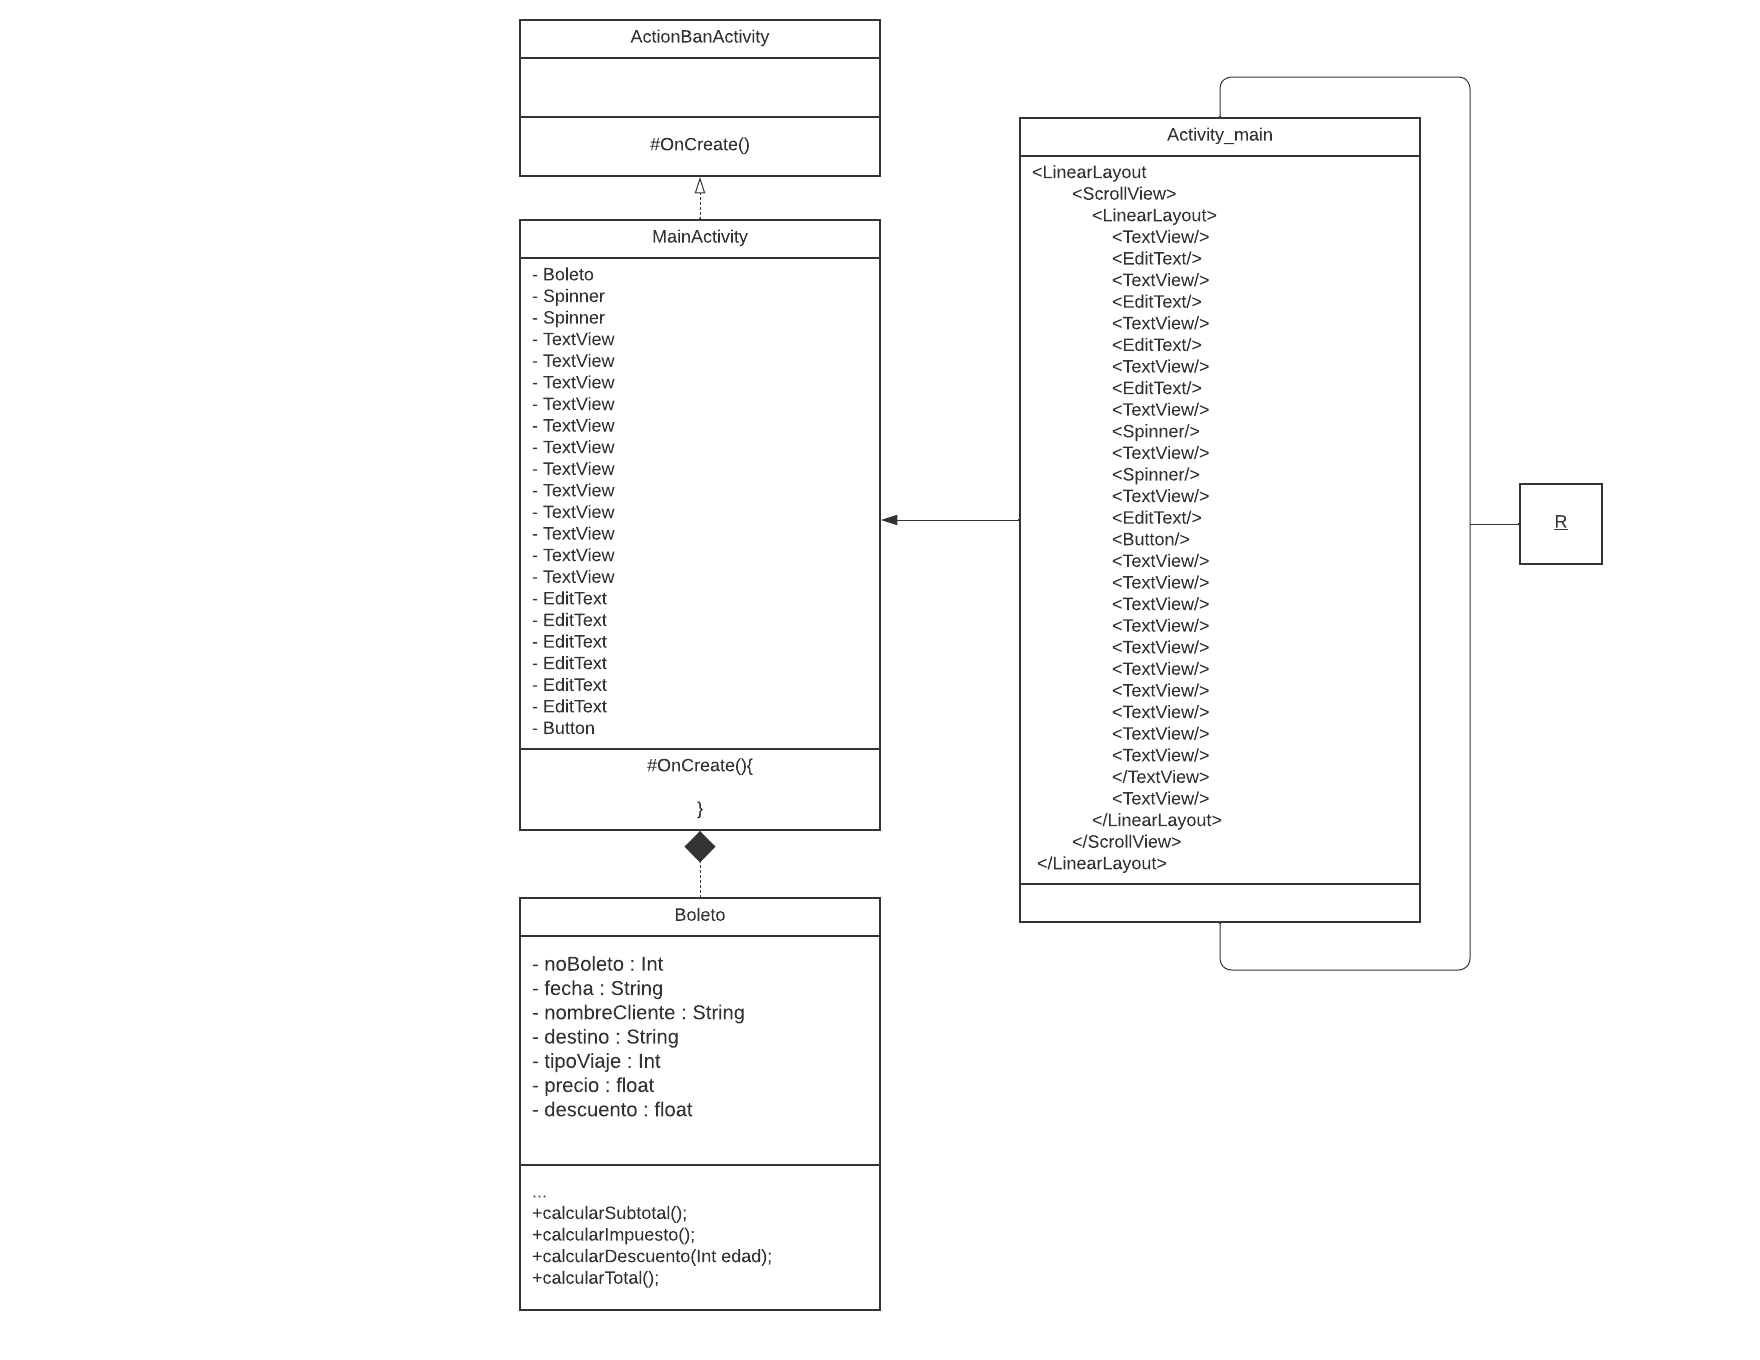 ActionBanActivity
#OnCreate()
MainActivity
- Boleto
- Spinner
- Spinner
- TextView
- TextView
- TextView
- TextView
- TextView
- TextView
- TextView
- TextView
- TextView
- TextView
- TextView
- TextView
- EditText
- EditText
- EditText
- EditText
- EditText
- EditText
- Button
#OnCreate(){
}
Boleto
- noBoleto : Int
- fecha : String
- nombreCliente : String
- destino : String
- tipoViaje : Int
- precio : float
- descuento : float
...
+calcularSubtotal();
+calcularImpuesto();
+calcularDescuento(Int edad);
+calcularTotal();
Activity_main
<LinearLayout
<ScrollView>
<LinearLayout>
<TextView/>
<EditText/>
<TextView/>
<EditText/>
<TextView/>
<EditText/>
<TextView/>
<EditText/>
<TextView/>
<Spinner/>
<TextView/>
<Spinner/>
<TextView/>
<EditText/>
<Button/>
<TextView/>
<TextView/>
<TextView/>
<TextView/>
<TextView/>
<TextView/>
<TextView/>
<TextView/>
<TextView/>
<TextView/>
</TextView>
<TextView/>
</LinearLayout>
</ScrollView>
</LinearLayout>
R